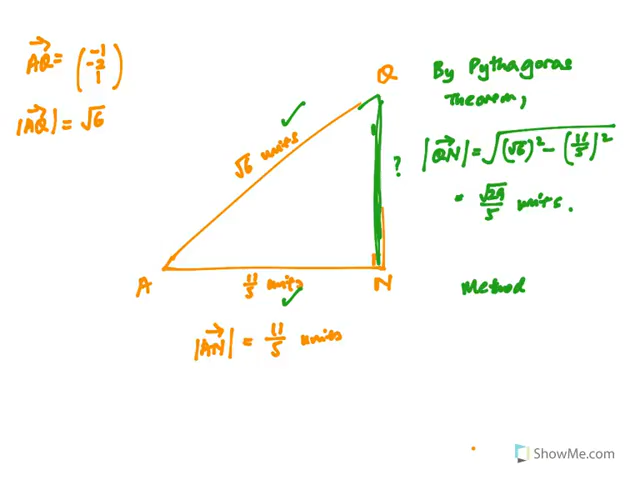 AQ = (-1 -2 1)
|AQ| = √6
Q
√6 units
?
A
11/5 units
N
|AN| = 11/5 units
By Pythagoras
Theorem,
|QN| = √((√6)² - (11/5)²)
= √29/5 units.
Method
ShowMe.com